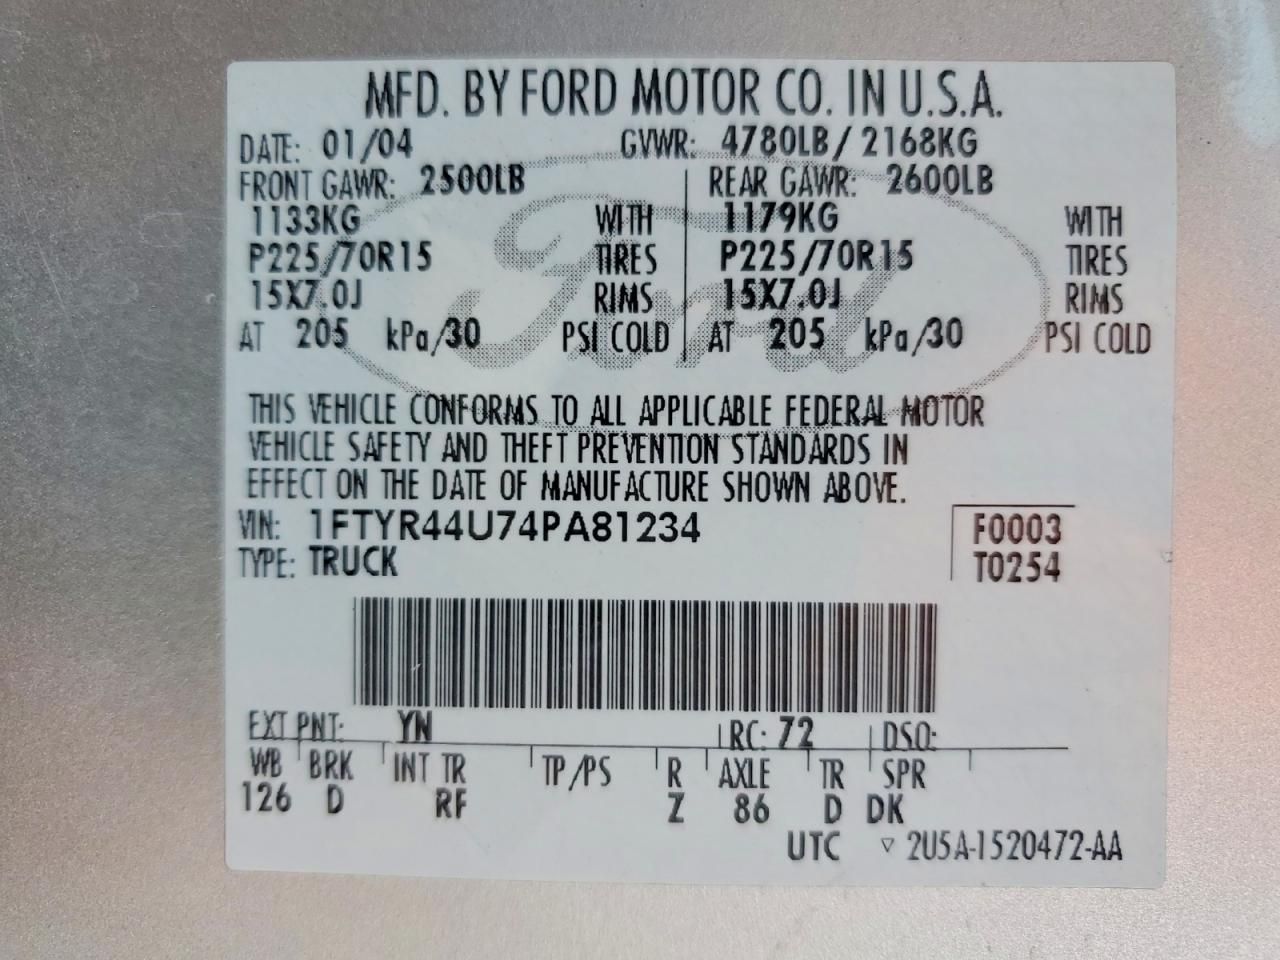 MFD. BY FORD MOTOR CO. IN U.S.A.
DATE: 01/04 GVWR: 4780LB/ 2168KG
FRONT GAWR: 2500LB REAR GAWR: 2600LB
1133KG WITH 1179KG WITH
P225/70R15 TIRES P225/70R15 TIRES
15X7.0J RIMS 15X7.0J RIMS
AT 205 kPa/30 PSI COLD AT 205 kPa/30 PSI COLD
Ford
THIS VEHICLE CONFORMS TO ALL APPLICABLE FEDERAL MOTOR
VEHICLE SAFETY AND THEFT PREVENTION STANDARDS IN
EFFECT ON THE DATE OF MANUFACTURE SHOWN ABOVE.
VIN: 1FTYR44U74PA81234 F0003
TYPE: TRUCK T0254
EXT PNT: YN RC: 72 DSO:
WB BRK INT TR TP/PS R AXLE TR SPR
126 D RF Z 86 D DK
UTC ▽ 2U5A-1520472-AA